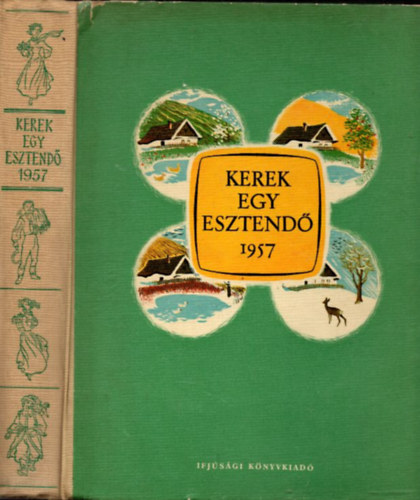 KEREK
EGY
ESZTENDŐ
1957
KEREK
EGY
ESZTENDŐ
1957
IFJÚSÁGI KÖNYVKIADÓ